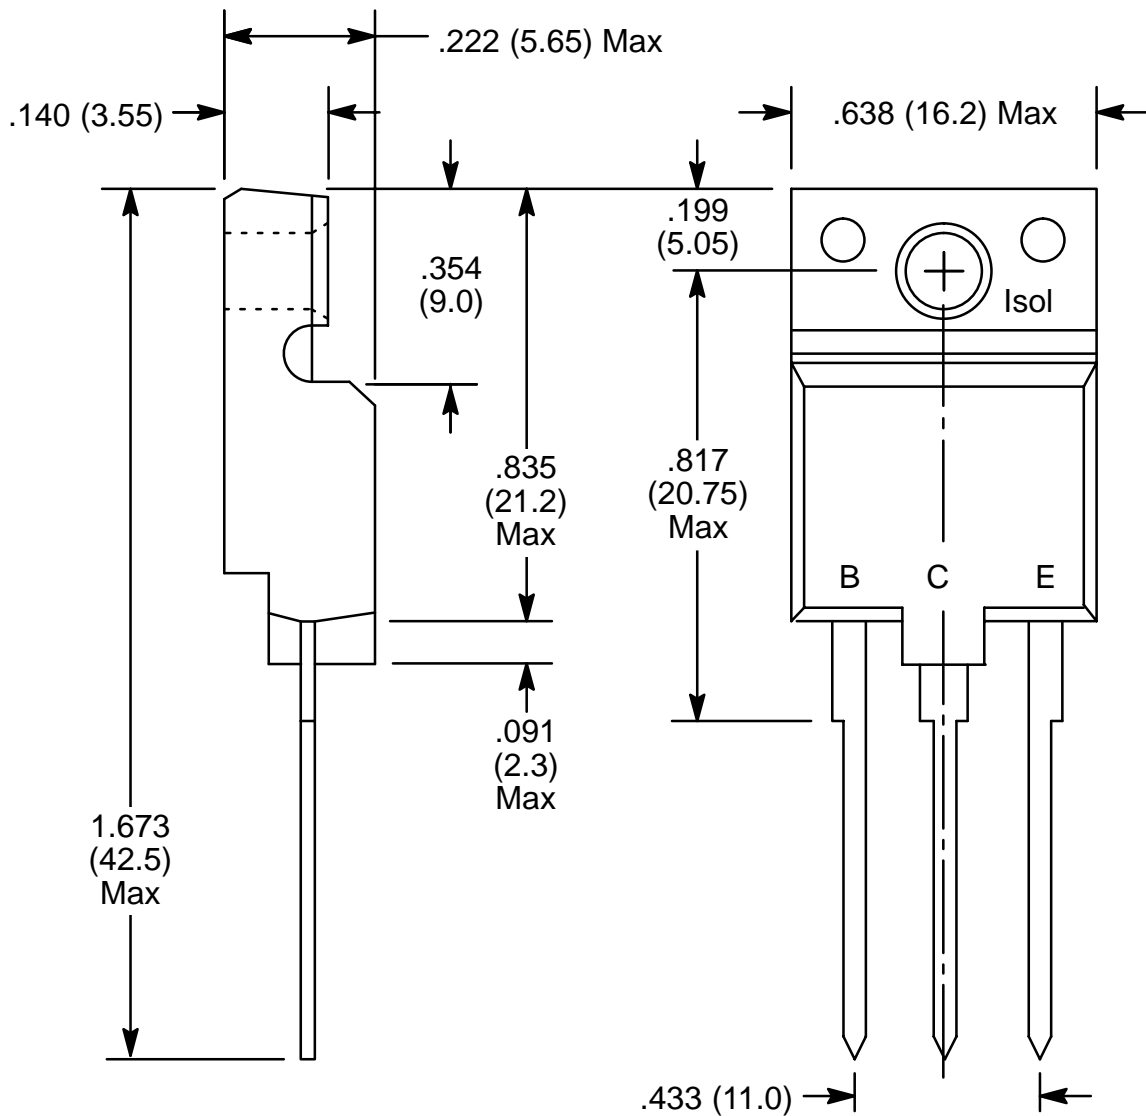 .222 (5.65) Max
.140 (3.55)
.638 (16.2) Max
.199
(5.05)
.354
(9.0)
Isol
.835
(21.2)
Max
.817
(20.75)
Max
B C E
.091
(2.3)
Max
1.673
(42.5)
Max
.433 (11.0)